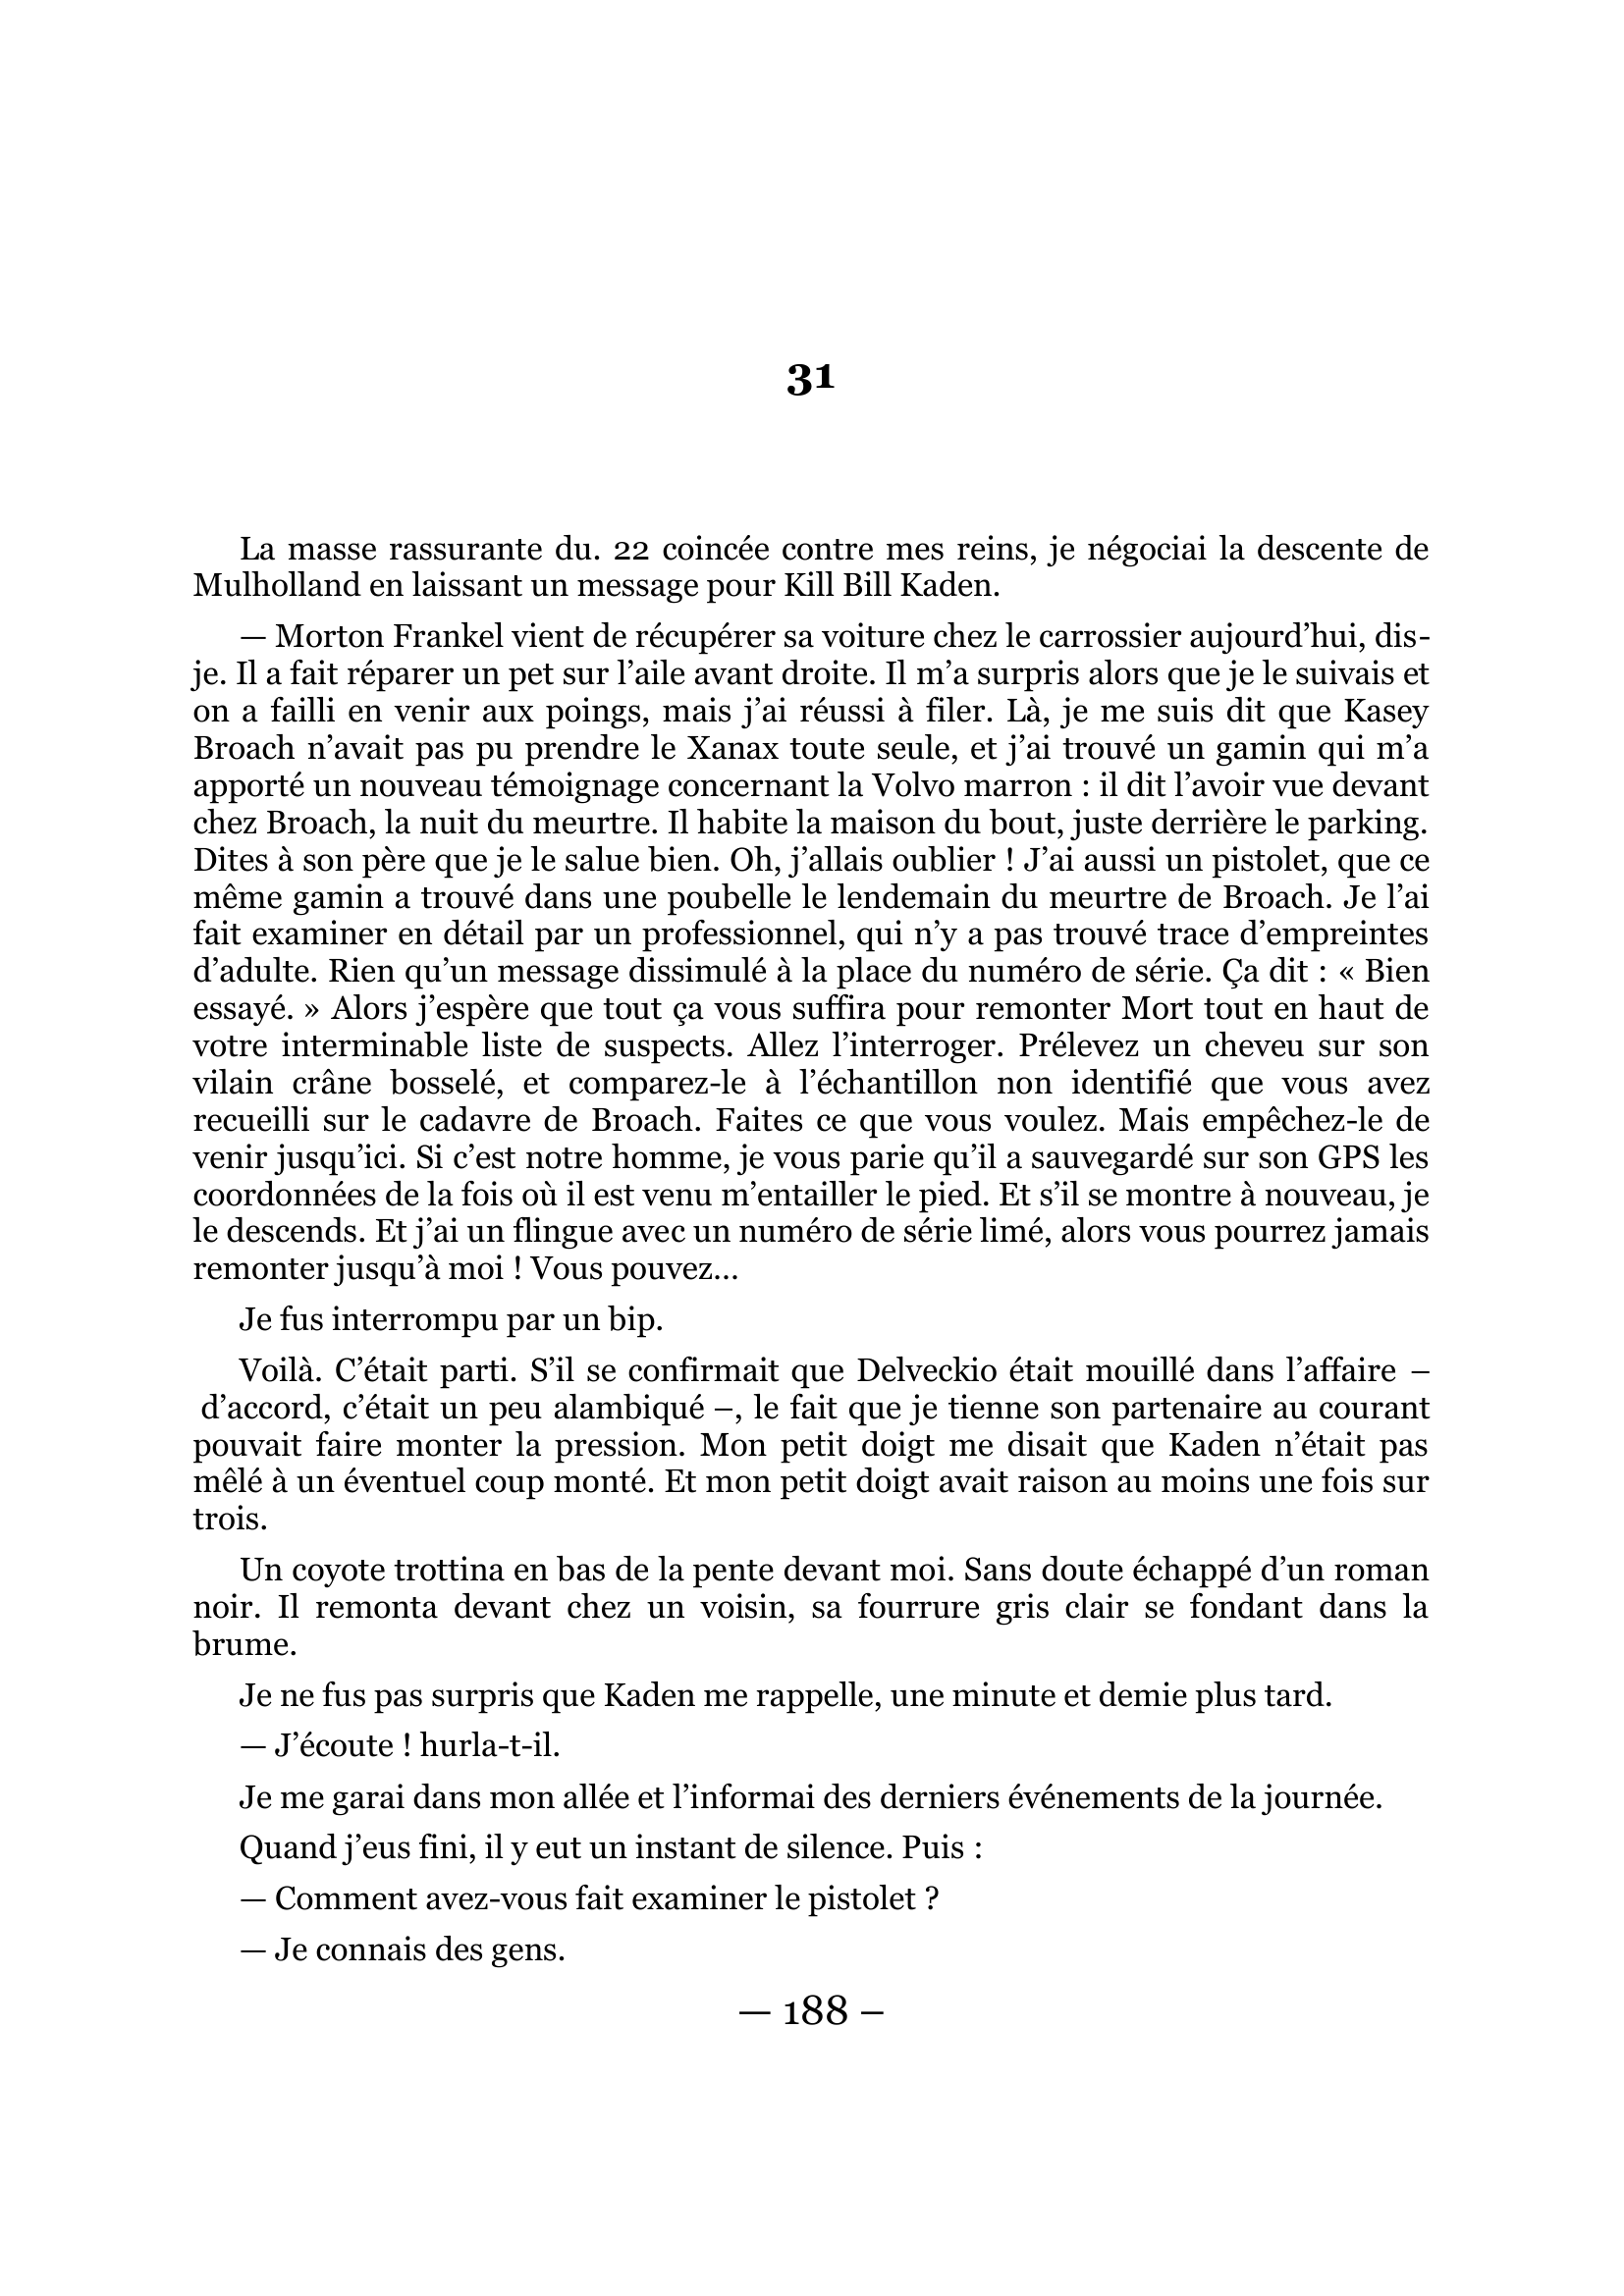 31
La masse rassurante du. 22 coincée contre mes reins, je négociai la descente de
Mulholland en laissant un message pour Kill Bill Kaden.
— Morton Frankel vient de récupérer sa voiture chez le carrossier aujourd’hui, dis-
je. Il a fait réparer un pet sur l’aile avant droite. Il m’a surpris alors que je le suivais et
on a failli en venir aux poings, mais j’ai réussi à filer. Là, je me suis dit que Kasey
Broach n’avait pas pu prendre le Xanax toute seule, et j’ai trouvé un gamin qui m’a
apporté un nouveau témoignage concernant la Volvo marron : il dit l’avoir vue devant
chez Broach, la nuit du meurtre. Il habite la maison du bout, juste derrière le parking.
Dites à son père que je le salue bien. Oh, j’allais oublier ! J’ai aussi un pistolet, que ce
même gamin a trouvé dans une poubelle le lendemain du meurtre de Broach. Je l’ai
fait examiner en détail par un professionnel, qui n’y a pas trouvé trace d’empreintes
d’adulte. Rien qu’un message dissimulé à la place du numéro de série. Ça dit : « Bien
essayé. » Alors j’espère que tout ça vous suffira pour remonter Mort tout en haut de
votre interminable liste de suspects. Allez l’interroger. Prélevez un cheveu sur son
vilain crâne bosselé, et comparez-le à l’échantillon non identifié que vous avez
recueilli sur le cadavre de Broach. Faites ce que vous voulez. Mais empêchez-le de
venir jusqu’ici. Si c’est notre homme, je vous parie qu’il a sauvegardé sur son GPS les
coordonnées de la fois où il est venu m’entailler le pied. Et s’il se montre à nouveau, je
le descends. Et j’ai un flingue avec un numéro de série limé, alors vous pourrez jamais
remonter jusqu’à moi ! Vous pouvez...
Je fus interrompu par un bip.
Voilà. C’était parti. S’il se confirmait que Delveckio était mouillé dans l’affaire –
d’accord, c’était un peu alambiqué –, le fait que je tienne son partenaire au courant
pouvait faire monter la pression. Mon petit doigt me disait que Kaden n’était pas
mêlé à un éventuel coup monté. Et mon petit doigt avait raison au moins une fois sur
trois.
Un coyote trottina en bas de la pente devant moi. Sans doute échappé d’un roman
noir. Il remonta devant chez un voisin, sa fourrure gris clair se fondant dans la
brume.
Je ne fus pas surpris que Kaden me rappelle, une minute et demie plus tard.
— J’écoute ! hurla-t-il.
Je me garai dans mon allée et l’informai des derniers événements de la journée.
Quand j’eus fini, il y eut un instant de silence. Puis :
— Comment avez-vous fait examiner le pistolet ?
— Je connais des gens.
— 188 –